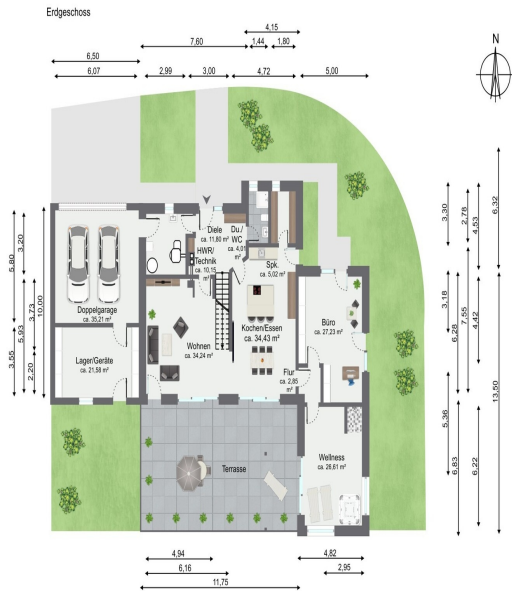 Erdgeschoss
4,15
7,60
1,44
1,80
6,50
6,07
2,99
3,00
4,72
5,00
N
6,32
3,30
2,78
4,53
Diele
ca. 11,80 m²
Du./
WC
ca. 4,01
m²
HWR/
Technik
ca. 10,15
m²
Spk.
ca. 5,02 m²
5,80
3,20
10,00
Doppelgarage
ca. 35,21 m²
Kochen/Essen
ca. 34,43 m²
Büro
ca. 27,23 m²
Wohnen
ca. 34,24 m²
3,18
6,28
7,55
4,42
5,93
3,73
3,55
2,20
Lager/Geräte
ca. 21,58 m²
Flur
ca. 2,85
m²
13,50
5,36
6,83
6,22
Wellness
ca. 26,61 m²
Terrasse
4,94
4,82
6,16
2,95
11,75